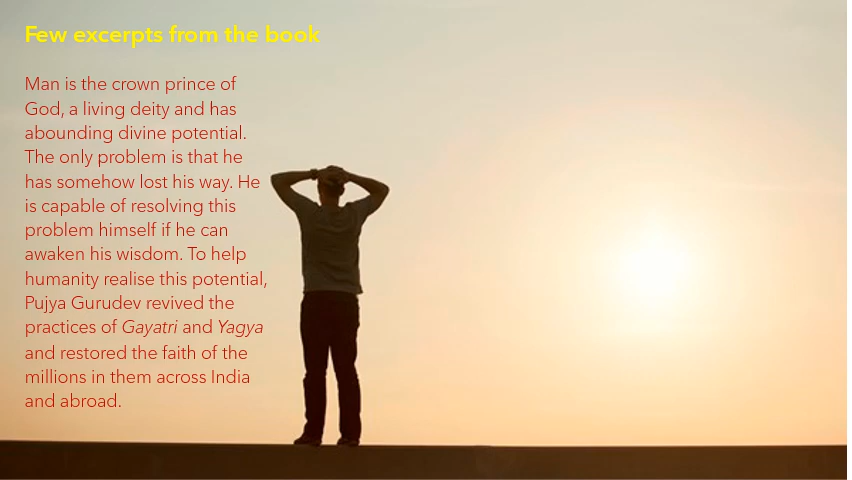 Few excerpts from the book
Man is the crown prince of
God, a living deity and has
abounding divine potential.
The only problem is that he
has somehow lost his way. He
is capable of resolving this
problem himself if he can
awaken his wisdom. To help
humanity realise this potential,
Pujya Gurudev revived the
practices of Gayatri and Yagya
and restored the faith of the
millions in them across India
and abroad.